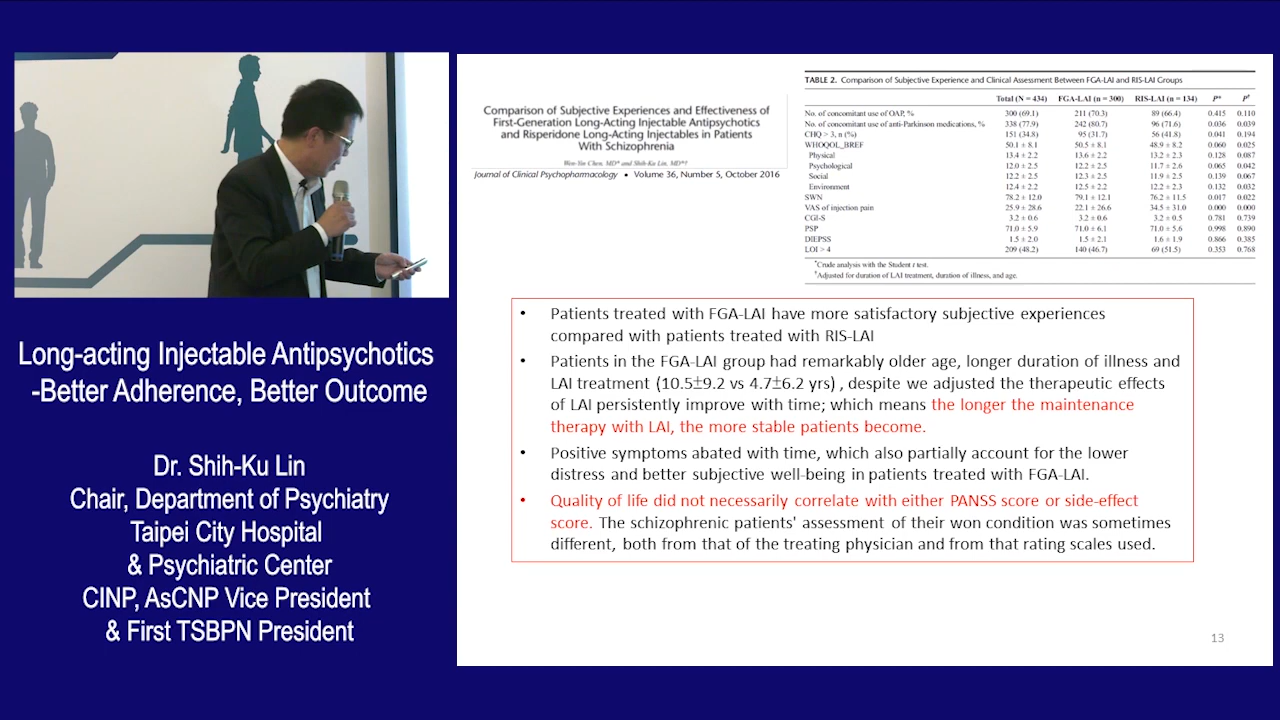 Comparison of Subjective Experiences and Effectiveness of
First-Generation Long-Acting Injectable Antipsychotics
and Risperidone Long-Acting Injectables in Patients
With Schizophrenia
Wen-Yin Chen, MD* and Shih-Ku Lin, MD*†
Journal of Clinical Psychopharmacology • Volume 36, Number 5, October 2016
TABLE 2. Comparison of Subjective Experience and Clinical Assessment Between FGA-LAI and RIS-LAI Groups
Total (N = 434) FGA-LAI (n = 300) RIS-LAI (n = 134) P* P†
No. of concomitant use of OAP, % 300 (69.1) 211 (70.3) 89 (66.4) 0.415 0.110
No. of concomitant use of anti-Parkinson medications, % 338 (77.9) 242 (80.7) 96 (71.6) 0.036 0.039
CHQ > 3, n (%) 151 (34.8) 95 (31.7) 56 (41.8) 0.041 0.194
WHOQOL_BREF 50.1 ± 8.1 50.5 ± 8.1 48.9 ± 8.2 0.060 0.025
Physical 13.4 ± 2.2 13.6 ± 2.2 13.2 ± 2.3 0.128 0.087
Psychological 12.0 ± 2.5 12.2 ± 2.5 11.7 ± 2.6 0.065 0.042
Social 12.2 ± 2.5 12.3 ± 2.5 11.9 ± 2.5 0.139 0.067
Environment 12.4 ± 2.2 12.5 ± 2.2 12.2 ± 2.3 0.132 0.032
SWN 78.2 ± 12.0 79.1 ± 12.1 76.2 ± 11.5 0.017 0.022
VAS of injection pain 25.9 ± 28.6 22.1 ± 26.6 34.5 ± 31.0 0.000 0.000
CGI-S 3.2 ± 0.6 3.2 ± 0.6 3.2 ± 0.5 0.781 0.739
PSP 71.0 ± 5.9 71.0 ± 6.1 71.0 ± 5.6 0.998 0.890
DIEPSS 1.5 ± 2.0 1.5 ± 2.1 1.6 ± 1.9 0.866 0.385
LOI > 4 209 (48.2) 140 (46.7) 69 (51.5) 0.353 0.768
*Crude analysis with the Student t test.
†Adjusted for duration of LAI treatment, duration of illness, and age.
• Patients treated with FGA-LAI have more satisfactory subjective experiences
compared with patients treated with RIS-LAI
• Patients in the FGA-LAI group had remarkably older age, longer duration of illness and
LAI treatment (10.5±9.2 vs 4.7±6.2 yrs) , despite we adjusted the therapeutic effects
of LAI persistently improve with time; which means the longer the maintenance
therapy with LAI, the more stable patients become.
• Positive symptoms abated with time, which also partially account for the lower
distress and better subjective well-being in patients treated with FGA-LAI.
• Quality of life did not necessarily correlate with either PANSS score or side-effect
score. The schizophrenic patients' assessment of their won condition was sometimes
different, both from that of the treating physician and from that rating scales used.
13
Long-acting Injectable Antipsychotics
-Better Adherence, Better Outcome
Dr. Shih-Ku Lin
Chair, Department of Psychiatry
Taipei City Hospital
& Psychiatric Center
CINP, AsCNP Vice President
& First TSBPN President